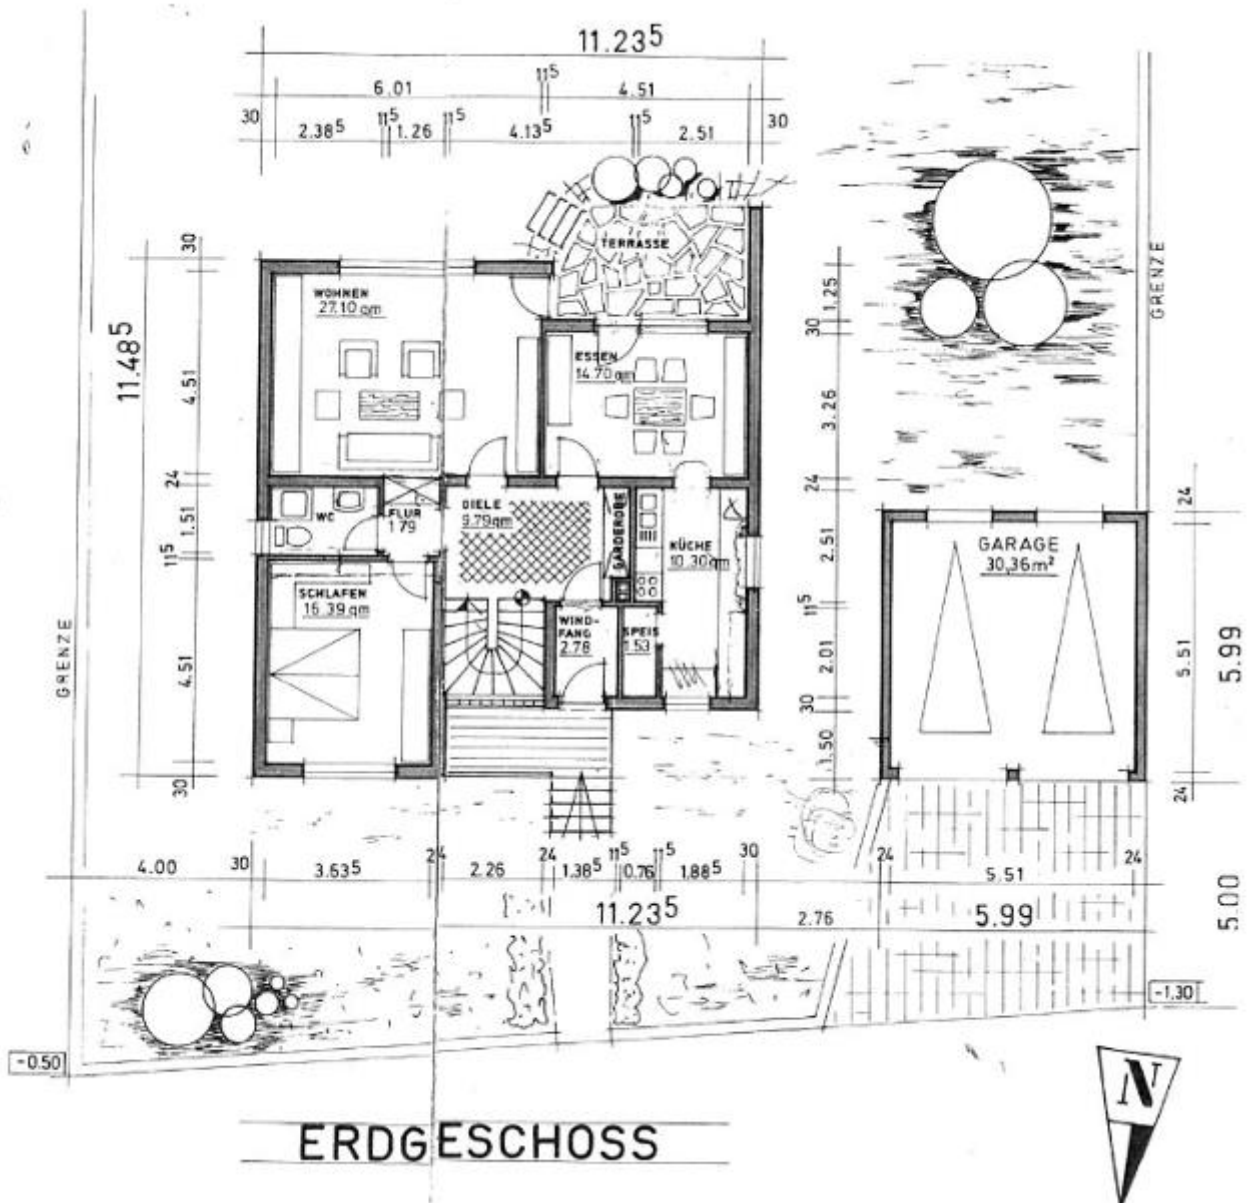 11.23⁵
6.01
11⁵
4.51
30
2.38⁵
11⁵
1.26
11⁵
4.13⁵
11⁵
2.51
30
TERRASSE
30
11.48⁵
4.51
24
1.51
11⁵
4.51
30
GRENZE
WOHNEN
27.10 qm
ESSEN
14.70 qm
WC
FLUR
1.79
DIELE
9.79 qm
GARDEROBE
KÜCHE
10.30 qm
SCHLAFEN
15.39 qm
WIND-
FANG
2.78
SPEIS
1.53
1.25
30
3.26
24
2.51
11⁵
2.01
30
1.50
GRENZE
GARAGE
30,36 m²
24
5.51
5.99
24
4.00
30
3.63⁵
24
2.26
24
1.38⁵
11⁵
0.76
11⁵
1.88⁵
30
24
5.51
24
11.23⁵
2.76
5.99
5.00
-1.30
-0.50
N
ERDGESCHOSS